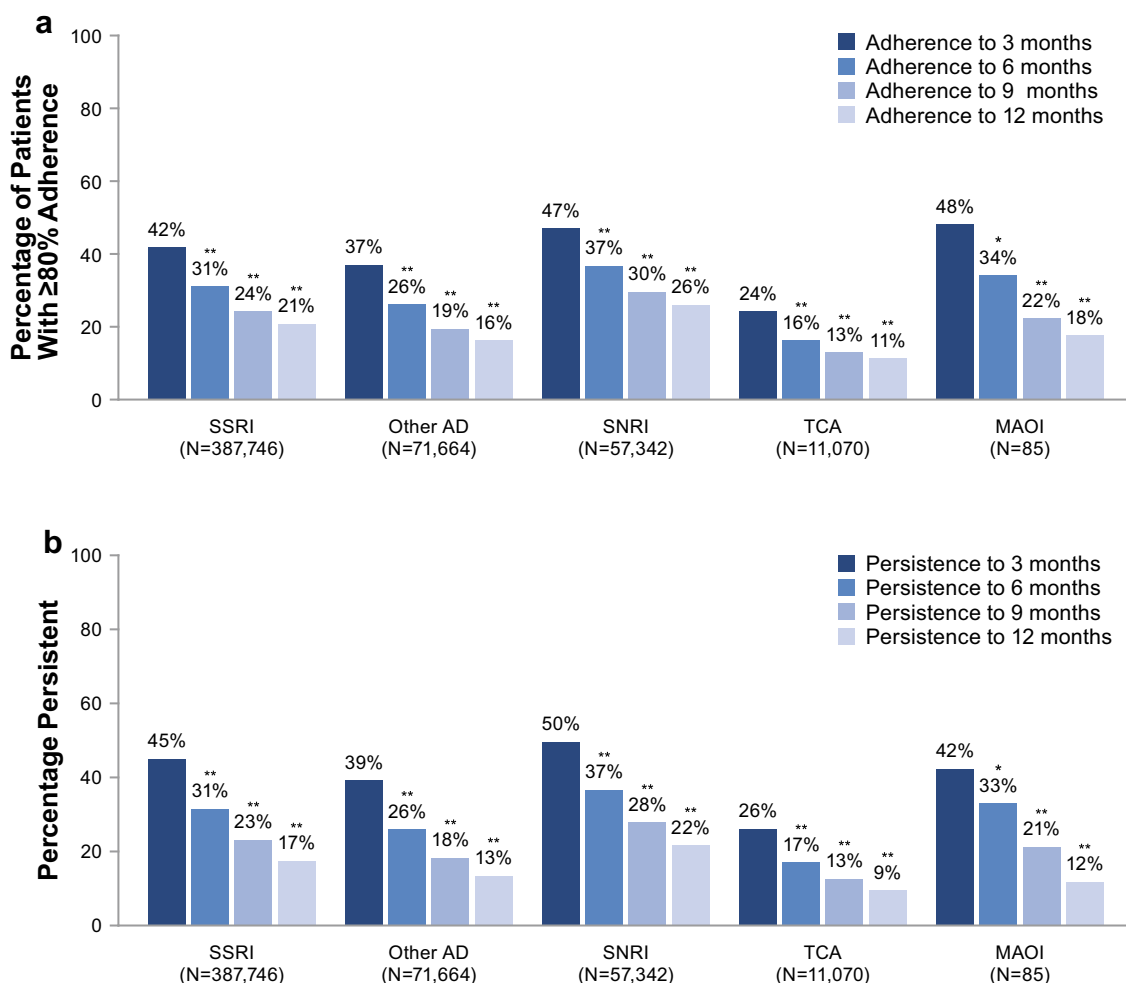 a
Percentage of Patients
With ≥80% Adherence
100
80
60
40
20
0
Adherence to 3 months
Adherence to 6 months
Adherence to 9 months
Adherence to 12 months
42%
**
31%
**
24%
**
21%
37%
**
26%
**
19%
**
16%
47%
**
37%
**
30%
**
26%
24%
**
16%
**
13%
**
11%
48%
*
34%
**
22%
**
18%
SSRI
(N=387,746)
Other AD
(N=71,664)
SNRI
(N=57,342)
TCA
(N=11,070)
MAOI
(N=85)
b
Percentage Persistent
100
80
60
40
20
0
Persistence to 3 months
Persistence to 6 months
Persistence to 9 months
Persistence to 12 months
45%
**
31%
**
23%
**
17%
39%
**
26%
**
18%
**
13%
50%
**
37%
**
28%
**
22%
26%
**
17%
**
13%
**
9%
42%
*
33%
**
21%
**
12%
SSRI
(N=387,746)
Other AD
(N=71,664)
SNRI
(N=57,342)
TCA
(N=11,070)
MAOI
(N=85)